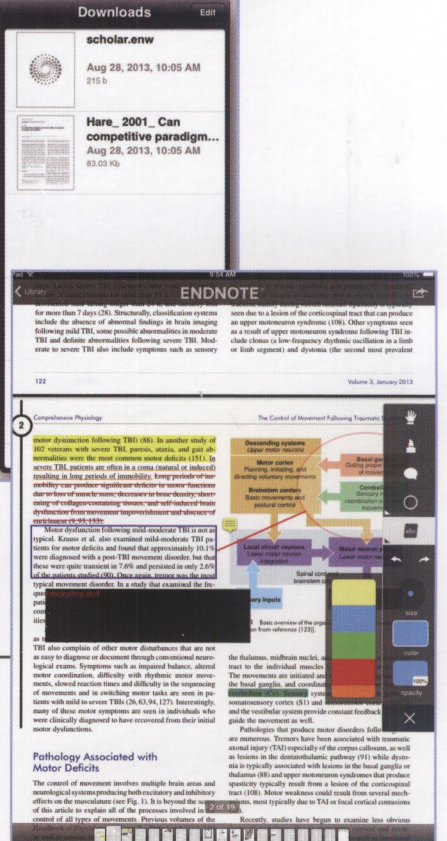 Downloads
Edit
scholar.enw
Aug 28, 2013, 10:05 AM
215 b
Hare_ 2001_ Can
competitive paradigm...
Aug 28, 2013, 10:05 AM
83.03 Kb
9:54 AM
100%
Library
ENDNOTE
for more than 7 days (28). Structurally, classification systems
include the absence of abnormal findings in brain imaging
following mild TBI, some possible abnormalities in moderate
TBI and definite abnormalities following severe TBI. Mod-
erate to severe TBI also include symptoms such as sensory
seen due to a lesion of the corticospinal tract that can produce
an upper motoneuron syndrome (108). Other symptoms seen
as a result of upper motoneuron syndrome following TBI in-
clude clonus (a low-frequency rhythmic oscillation in a limb
or limb segment) and dystonia (the second most prevalent
122
Volume 3, January 2013
2
Comprehensive Physiology
The Control of Movement Following Traumatic
motor dysfunction following TBI) (88). In another study of
102 veterans with severe TBI, paresis, ataxia, and gait ab-
normalities were the most common motor deficits (151). In
severe TBI, patients are often in a coma (natural or induced)
resulting in long periods of immobility. Long periods of im-
mobility can produce significant deficits in motor functions
due to loss of muscle mass, decreases in bone density, short-
ening of collagen-containing tissues, and self-induced brain
dysfunction from movement impoverishment and absence of
enrichment (9, 93, 133).
Motor dysfunction following mild-moderate TBI is not as
typical. Krauss et al. also examined mild-moderate TBI pa-
tients for motor deficits and found that approximately 10.1%
were diagnosed with a post-TBI movement disorder, but that
these were quite transient in 7.6% and persisted in only 2.6%
of the patients studied (90). Once again, tremor was the most
typical movement disorder. In a study that examined the fre-
fascinating stuff
TBI also complain of other motor disturbances that are not
as easy to diagnose or document through conventional neuro-
logical exams. Symptoms such as impaired balance, altered
motor coordination, difficulty with rhythmic motor move-
ments, slowed reaction times and difficulty in the sequencing
of movements and in switching motor tasks are seen in pa-
tients with mild to severe TBIs (26, 63, 94, 127). Interestingly,
many of these motor symptoms are seen in individuals who
were clinically diagnosed to have recovered from their initial
motor dysfunctions.
Pathology Associated with
Motor Deficits
The control of movement involves multiple brain areas and
neurological systems producing both excitatory and inhibitory
effects on the musculature (see Fig. 1). It is beyond the scope
of this article to explain all of the processes involved in the
control of all types of movements. Previous volumes of the
Descending systems
Upper motor neurons
Motor cortex
Planning, initiating, and
directing voluntary movements
Brainstem centers
Basic movements and
postural control
Basal
Gating proper
of movem
Cerebell
Sensory m
coordination
moveme
Local circuit neurons
Lower motor neuron
integration
Motor neuron p
Lower motor neu
Spinal cord
brainstem
ory inputs
Basic overview of the orga
ion from reference (123)].
the thalamus, midbrain nuclei,
tract to the individual muscles
The movements are initiated and
the basal ganglia, and coordinat
cerebellum (Ce). Sensory system
somatosensory cortex (S1) and
and the vestibular system provide constant feedback
guide the movement as well.
Pathologies that produce motor disorders follow
are numerous. Tremors have been associated with traumatic
axonal injury (TAI) especially of the corpus callosum, as well
as lesions in the dentatothalamic pathway (91) while dysto-
nia is typically associated with lesions in the basal ganglia or
thalamus (88) and upper motoneuron syndromes that produce
spasticity typically result from a lesion of the corticospinal
tract (108). Motor weakness could result from several mech-
anisms, most typically due to TAI or focal cortical contusions
Recently, studies have begun to examine less obvious
abc
size
color
100%
opacity
2 of 19